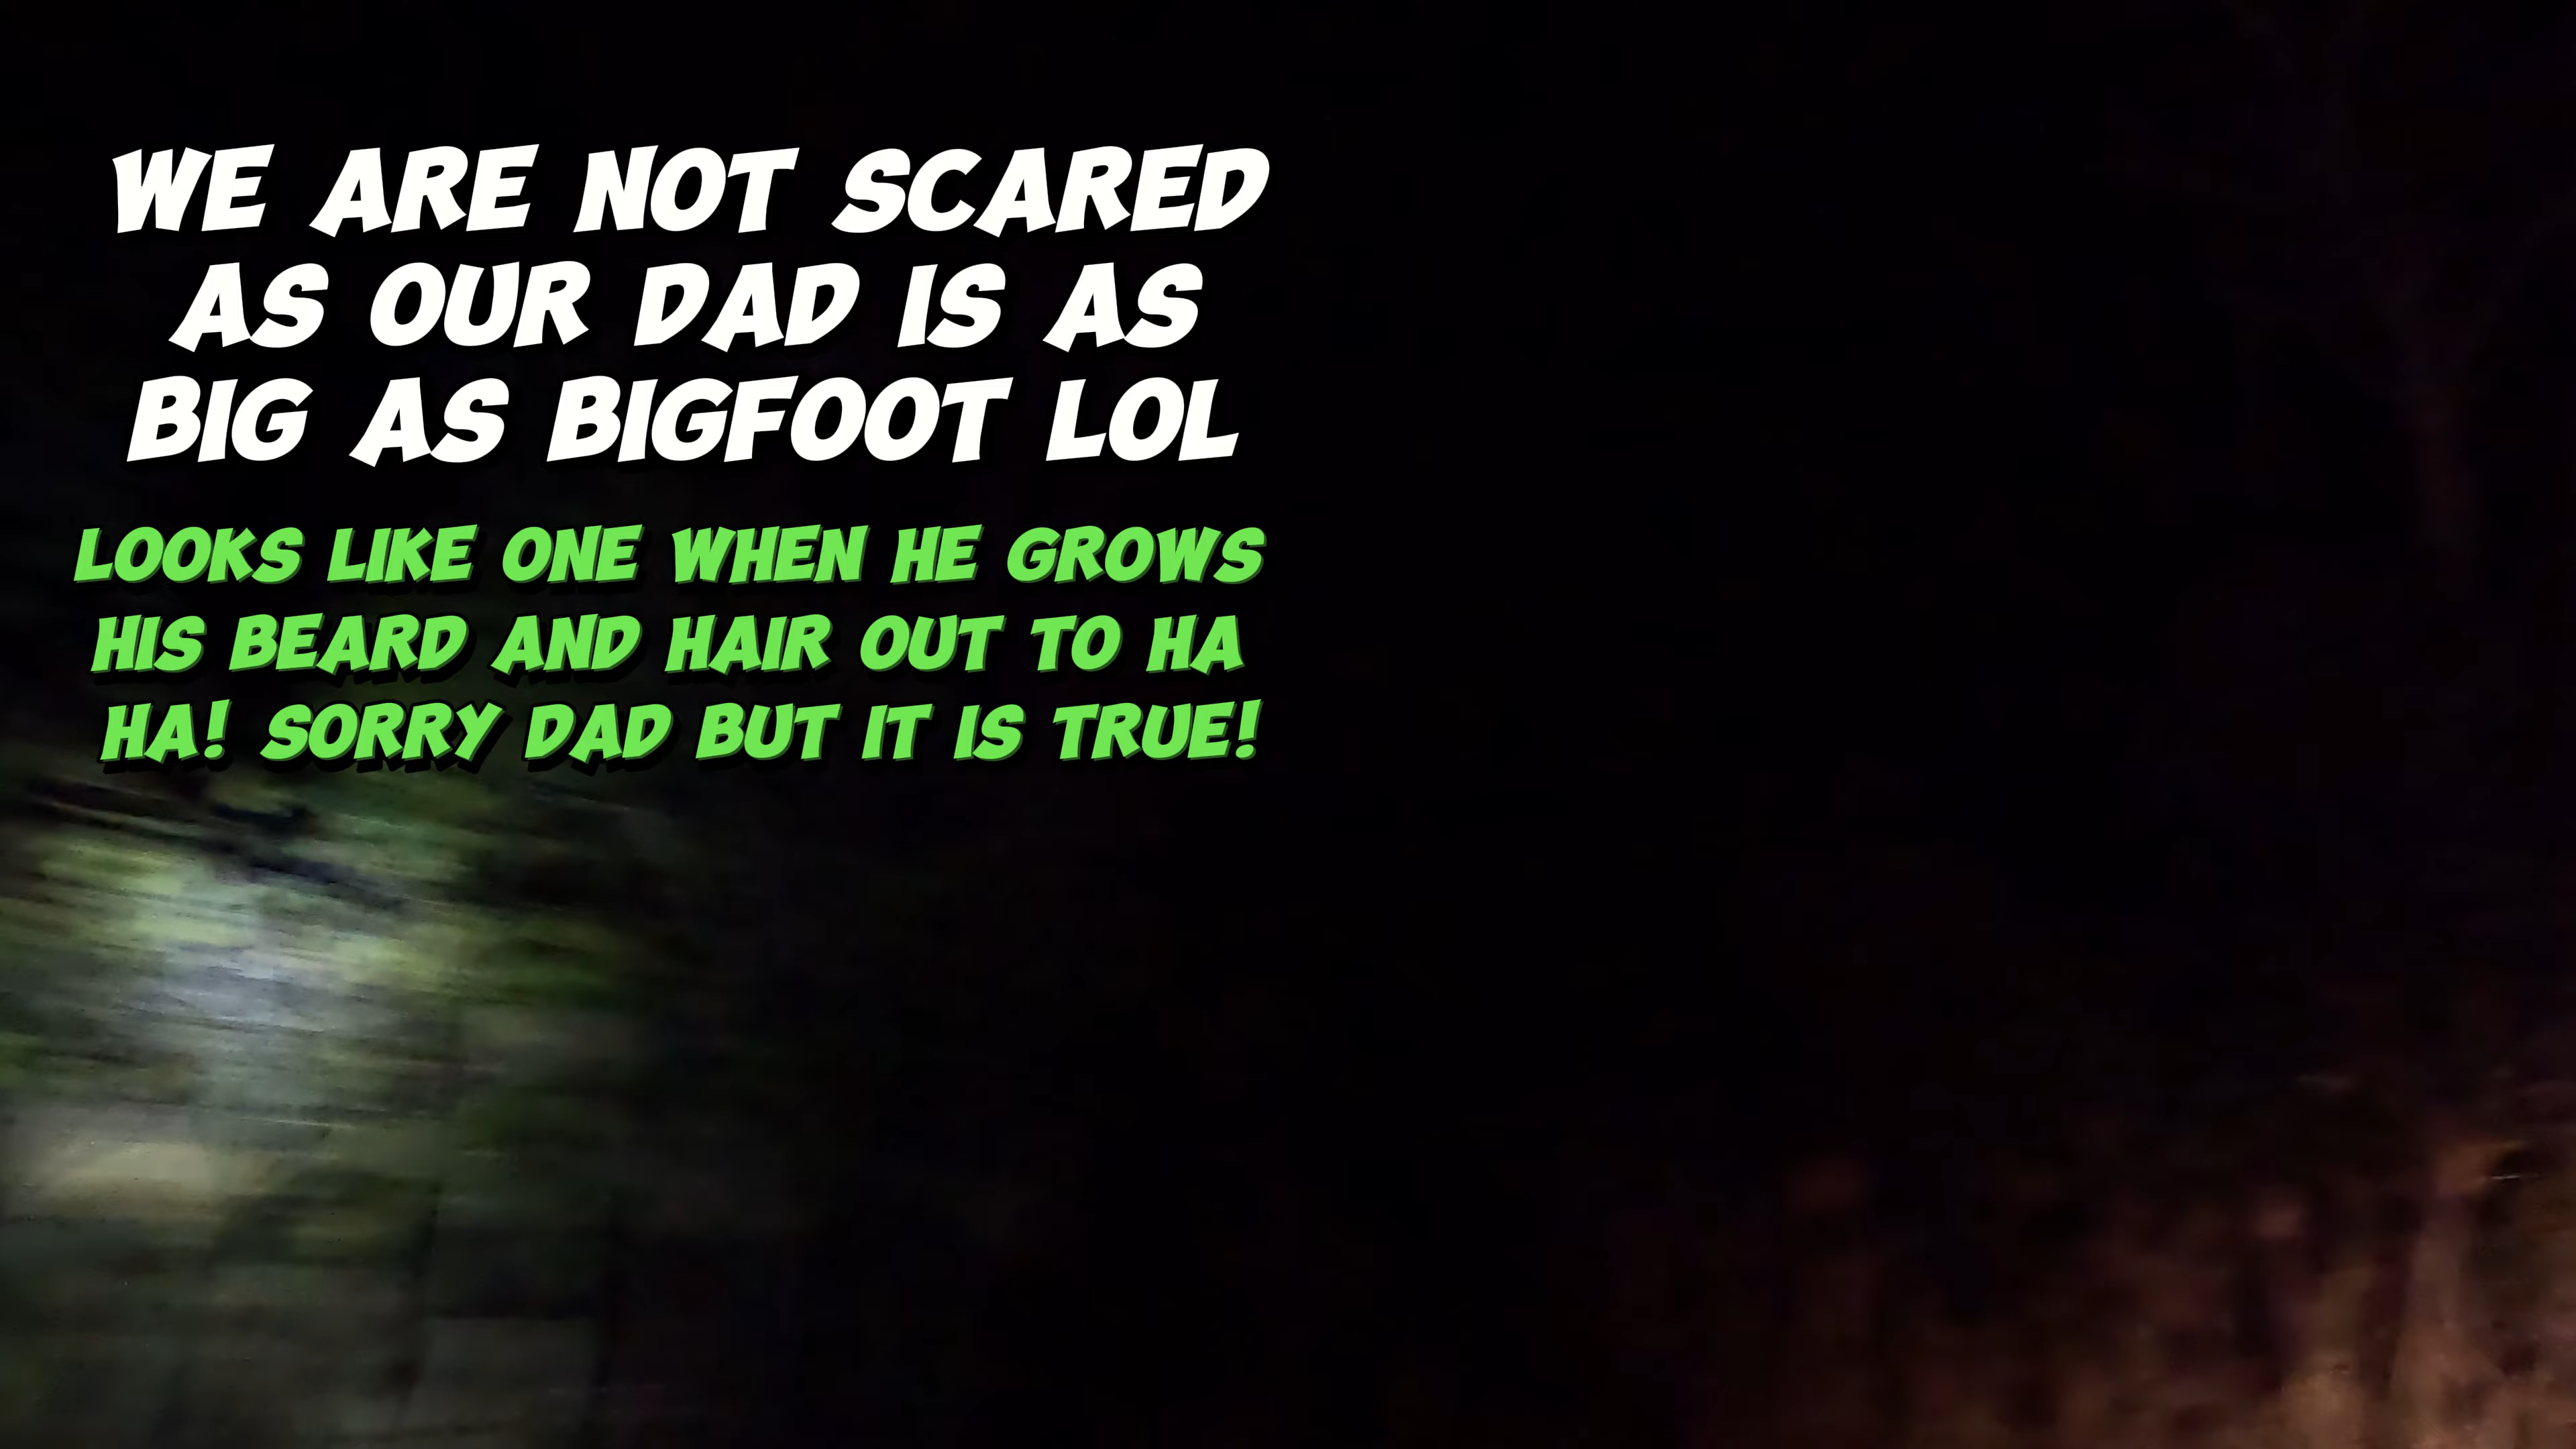 WE ARE NOT SCARED
AS OUR DAD IS AS
BIG AS BIGFOOT LOL
LOOKS LIKE ONE WHEN HE GROWS
HIS BEARD AND HAIR OUT TO HA
HA! SORRY DAD BUT IT IS TRUE!